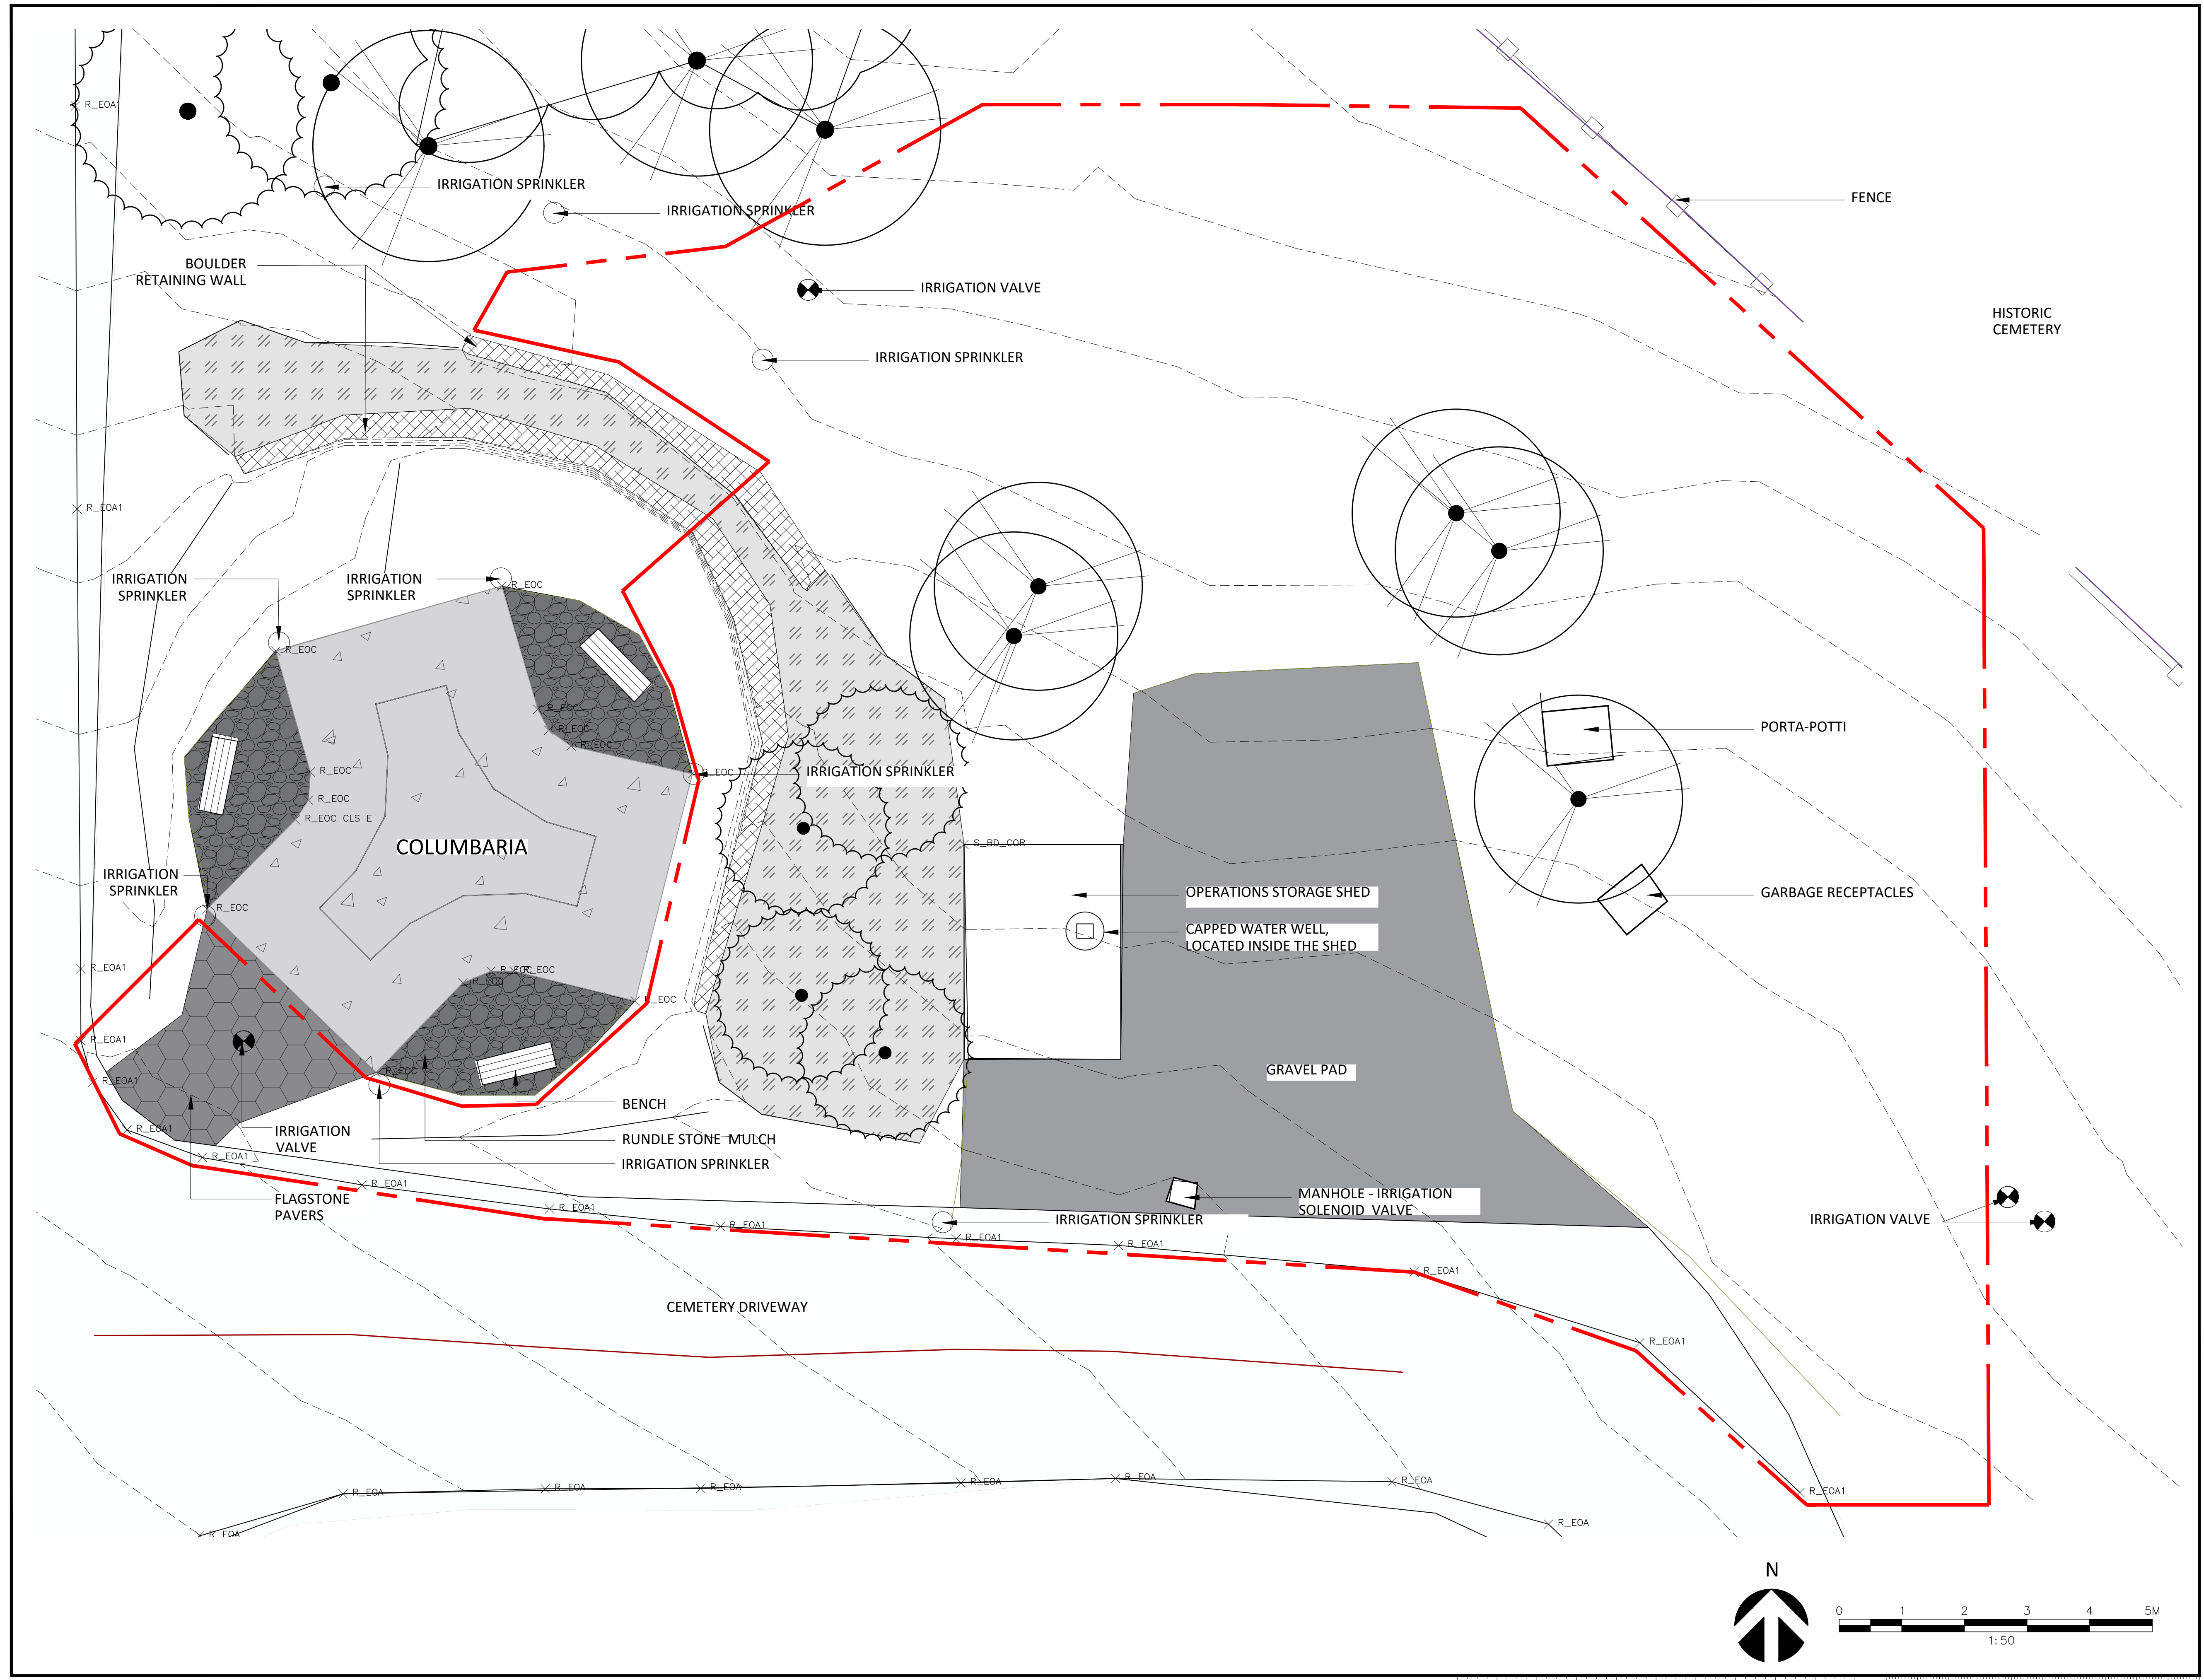 R_EOA1
IRRIGATION SPRINKLER
FENCE
IRRIGATION SPRINKLER
BOULDER
RETAINING WALL
IRRIGATION VALVE
HISTORIC
CEMETERY
IRRIGATION SPRINKLER
R_EOA1
IRRIGATION
SPRINKLER
IRRIGATION
SPRINKLER
R_EOC
R_EOC
R_EOC
R_EOC
R_EOC
PORTA-POTTI
R_EOC
R_EOC
IRRIGATION SPRINKLER
R_EOC
R_EOC CLS E
COLUMBARIA
S_BD_COR
IRRIGATION
SPRINKLER
OPERATIONS STORAGE SHED
GARBAGE RECEPTACLES
R_EOC
CAPPED WATER WELL,
LOCATED INSIDE THE SHED
R_EOA1
R_EOC
R_EOC
R_EOC
R_EOC
R_EOA1
R_EOC
GRAVEL PAD
R_EOA1
BENCH
R_EOA1
IRRIGATION
VALVE
RUNDLE STONE MULCH
R_EOA1
IRRIGATION SPRINKLER
R_EOA1
FLAGSTONE
PAVERS
MANHOLE - IRRIGATION
SOLENOID VALVE
R_EOA1
R_EOA1
IRRIGATION SPRINKLER
IRRIGATION VALVE
R_EOA1
R_EOA1
R_EOA1
CEMETERY DRIVEWAY
R_EOA1
R_EOA
R_EOA
R_EOA
R_EOA
R_EOA
R_EOA
R_EOA1
R_EOA
R_EOA
N
0 1 2 3 4 5M
1:50